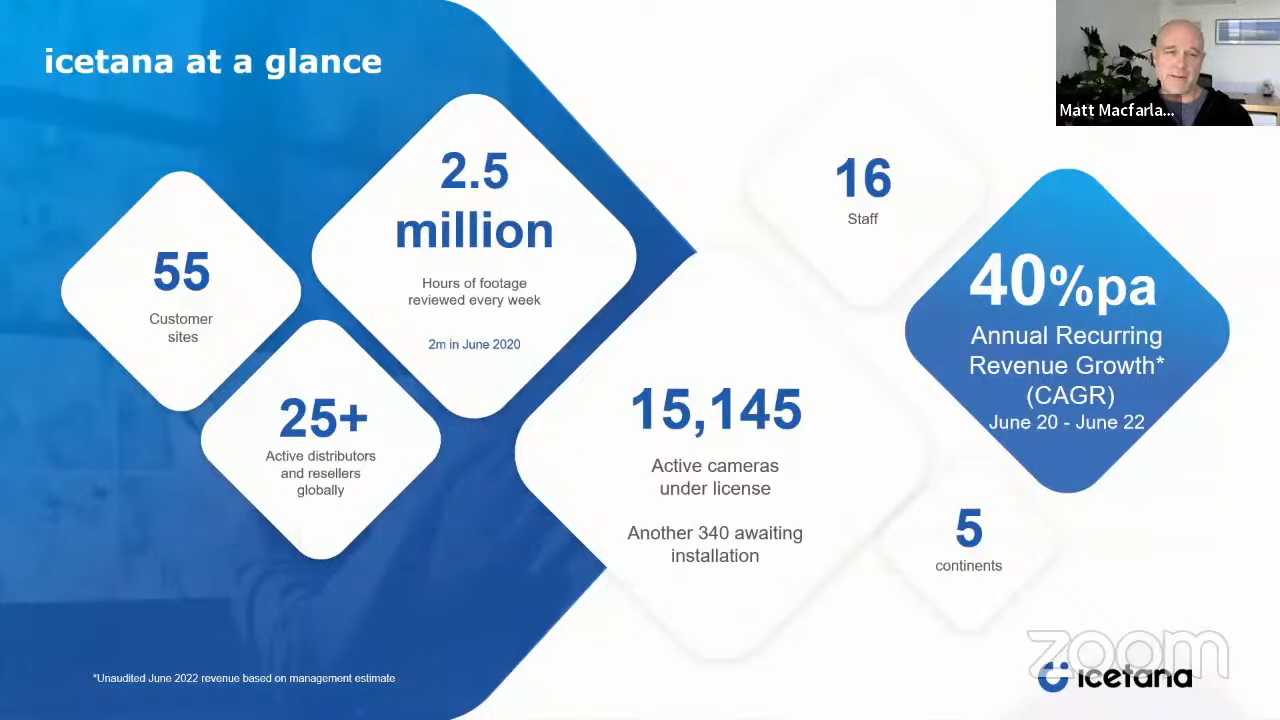 icetana at a glance
Matt Macfarla...
2.5
million
Hours of footage
reviewed every week
2m in June 2020
16
Staff
55
Customer
sites
40%pa
Annual Recurring
Revenue Growth*
(CAGR)
June 20 - June 22
25+
Active distributors
and resellers
globally
15,145
Active cameras
under license
Another 340 awaiting
installation
5
continents
*Unaudited June 2022 revenue based on management estimate
zoom
icetana